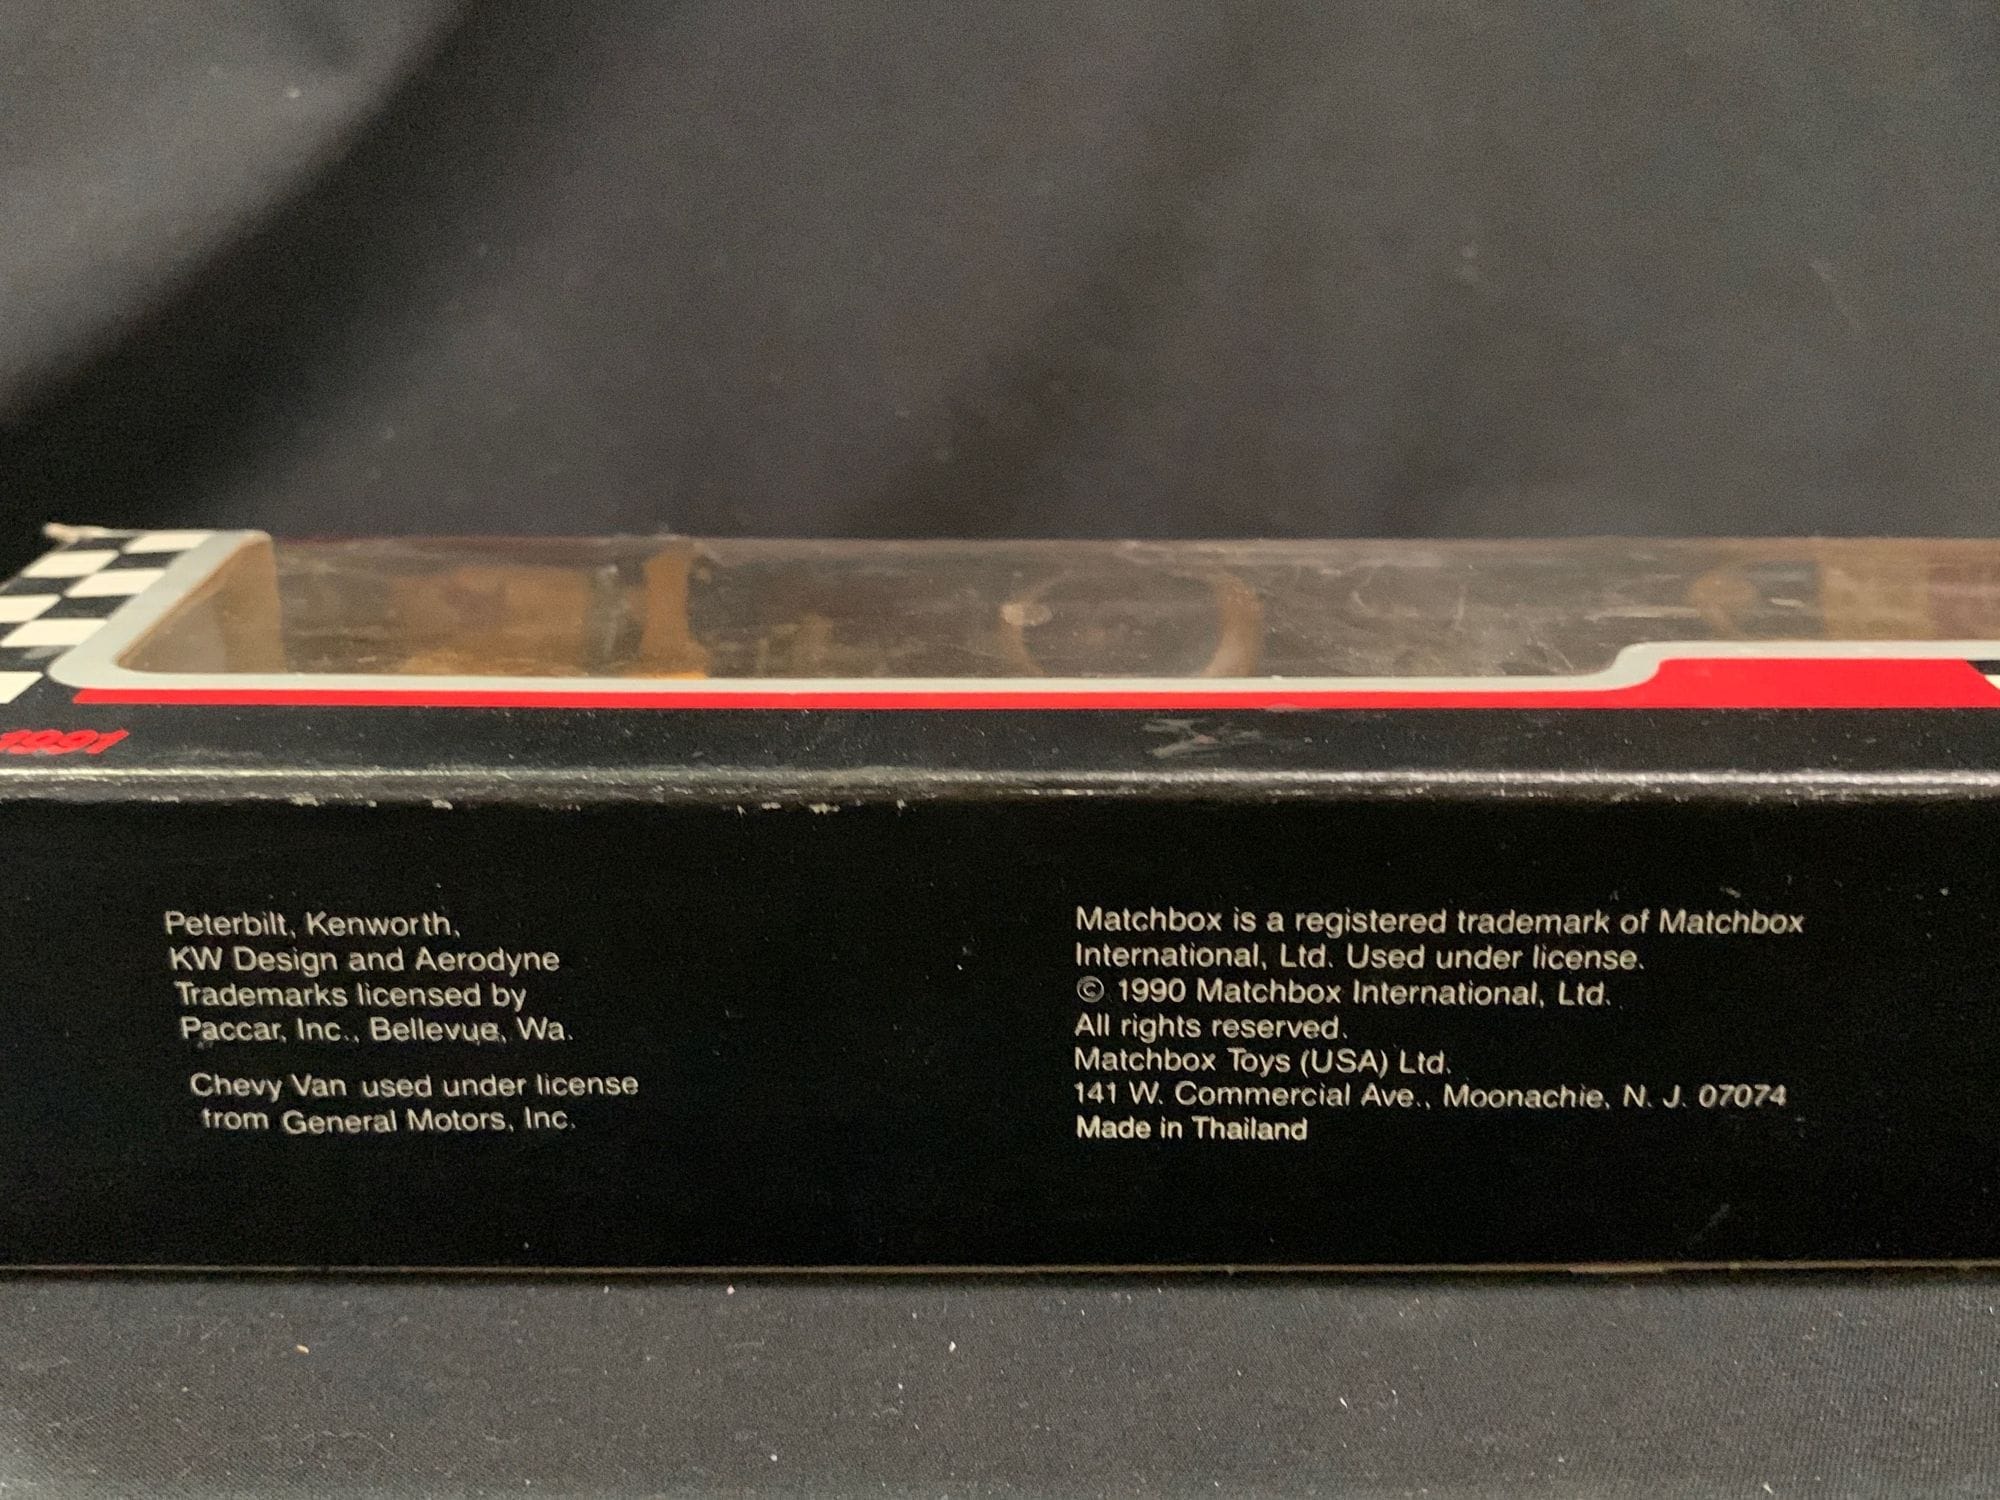 1991
Peterbilt, Kenworth,
KW Design and Aerodyne
Trademarks licensed by
Paccar, Inc., Bellevue, Wa.
Chevy Van used under license
from General Motors, Inc.
Matchbox is a registered trademark of Matchbox
International, Ltd. Used under license.
© 1990 Matchbox International, Ltd.
All rights reserved.
Matchbox Toys (USA) Ltd.
141 W. Commercial Ave., Moonachie, N. J. 07074
Made in Thailand